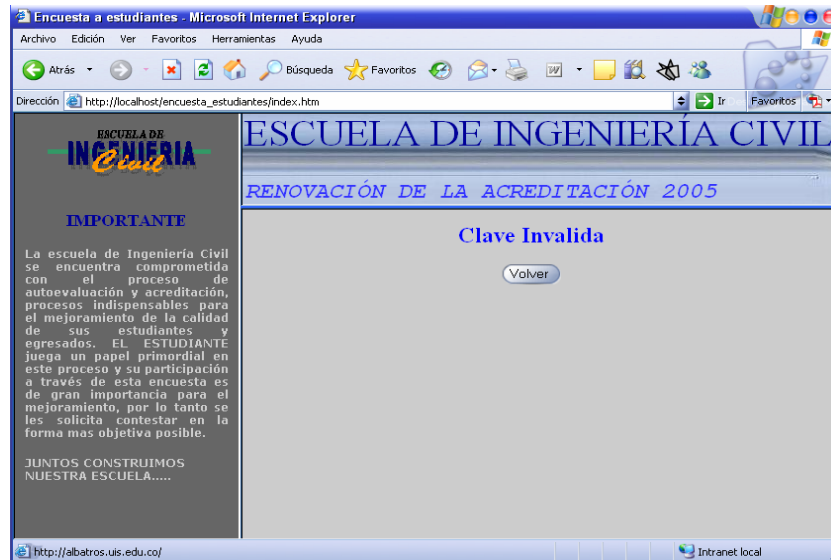 Encuesta a estudiantes - Microsoft Internet Explorer
Archivo Edición Ver Favoritos Herramientas Ayuda
Atrás Búsqueda Favoritos
Dirección http://localhost/encuesta_estudiantes/index.htm Ir Favoritos
ESCUELA DE
INGENIERIA
Civil
ESCUELA DE INGENIERÍA CIVIL
RENOVACIÓN DE LA ACREDITACIÓN 2005
IMPORTANTE
La escuela de Ingeniería Civil
se encuentra comprometida
con el proceso de
autoevaluación y acreditación,
procesos indispensables para
el mejoramiento de la calidad
de sus estudiantes y
egresados. EL ESTUDIANTE
juega un papel primordial en
este proceso y su participación
a través de esta encuesta es
de gran importancia para el
mejoramiento, por lo tanto se
les solicita contestar en la
forma mas objetiva posible.
JUNTOS CONSTRUIMOS
NUESTRA ESCUELA.....
Clave Invalida
Volver
http://albatros.uis.edu.co/ Intranet local